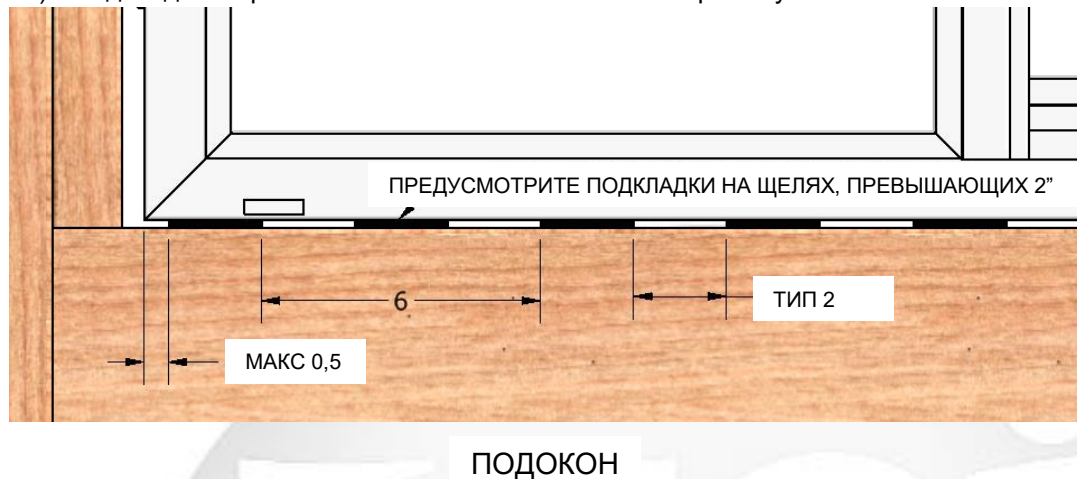 ПРЕДУСМОТРИТЕ ПОДКЛАДКИ НА ЩЕЛЯХ, ПРЕВЫШАЮЩИХ 2”
6
ТИП 2
МАКС 0,5
ПОДОКОН